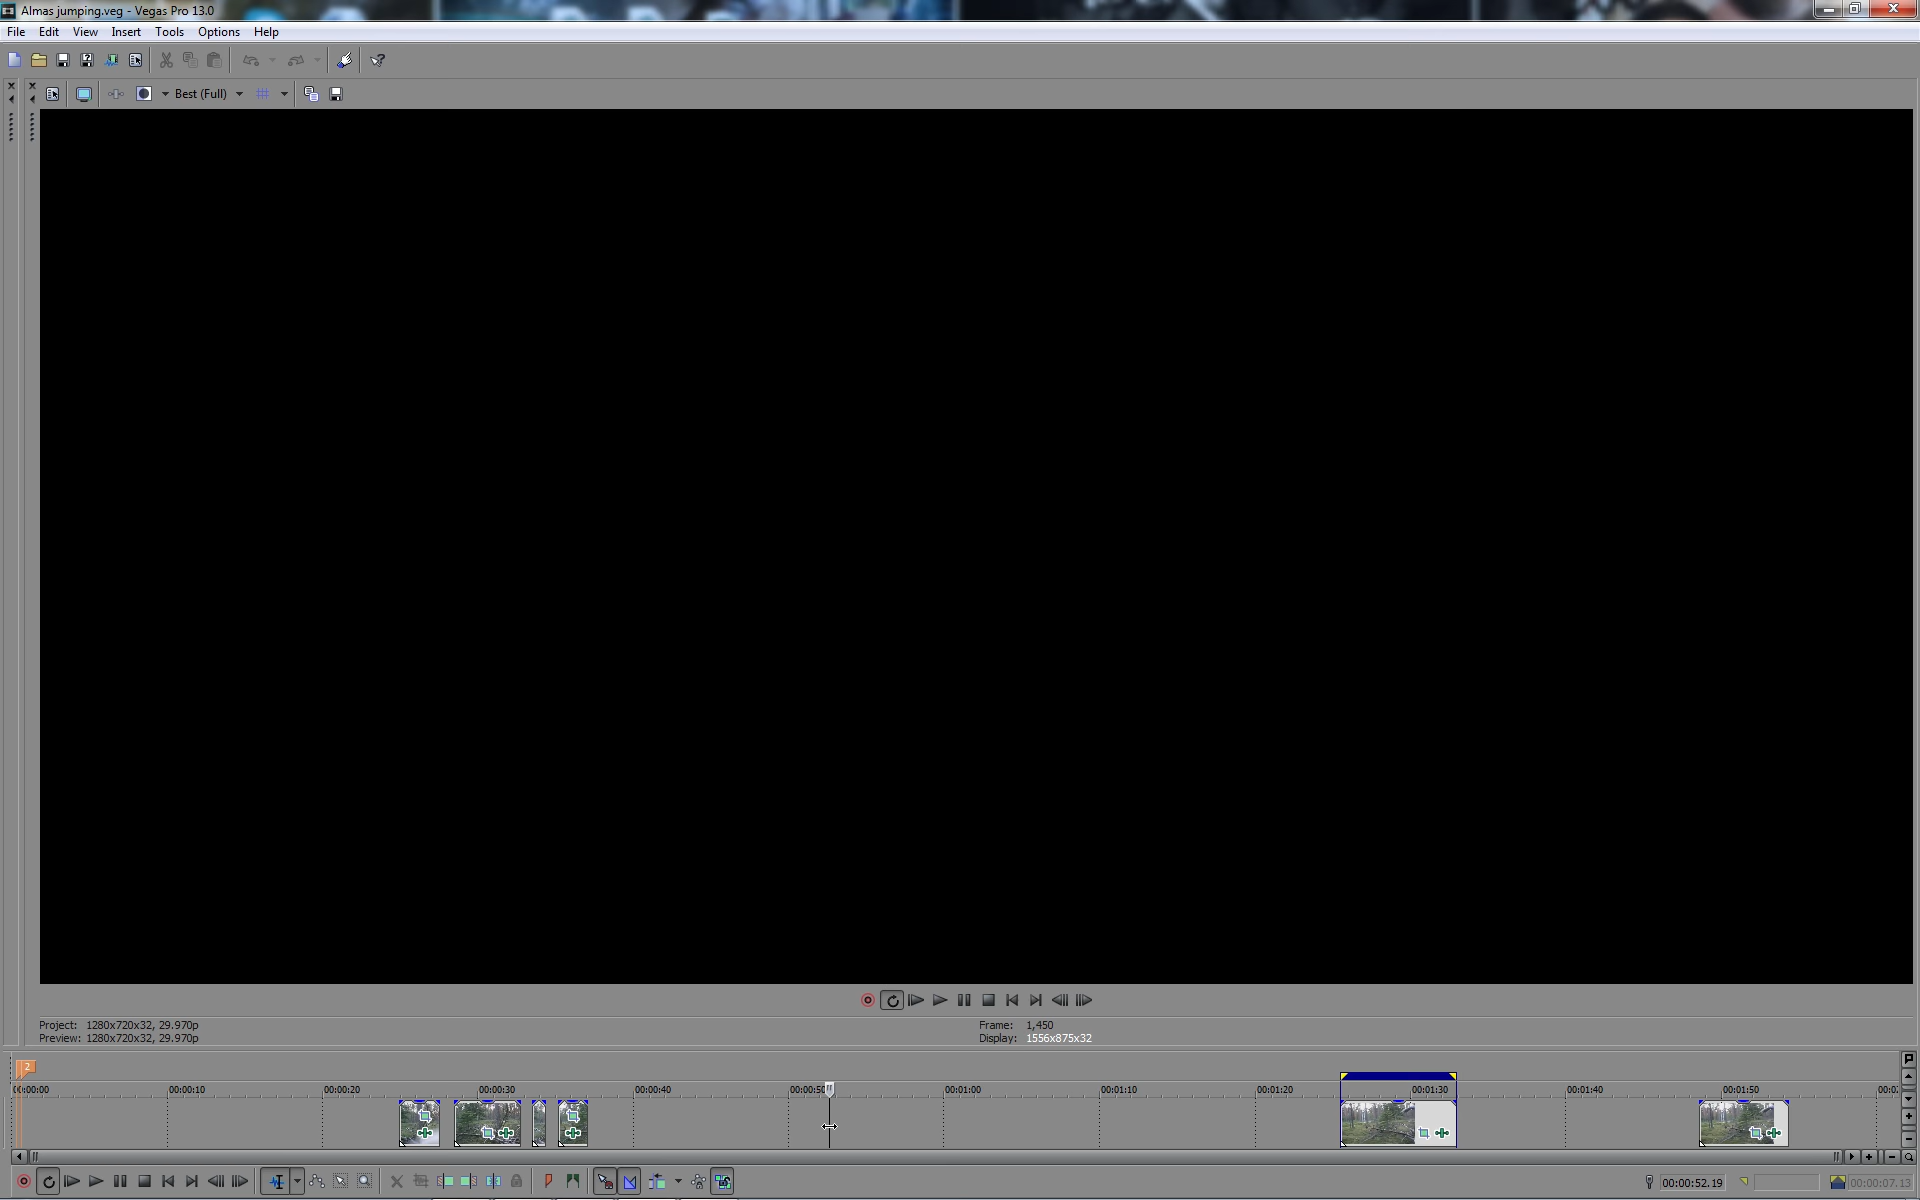 Almas jumping.veg - Vegas Pro 13.0
File Edit View Insert Tools Options Help
Best (Full)
Project: 1280x720x32, 29.970p
Preview: 1280x720x32, 29.970p
Frame: 1,450
Display: 1556x875x32
2
00:00:10 00:00:20 00:00:30 00:00:40 00:01:00 00:01:10 00:01:20 00:01:30 00:01:40 00:01:50
00:00:52.19
00:00:07.13